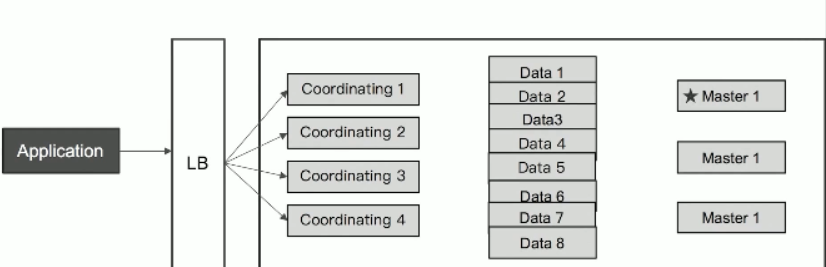 Application
LB
Coordinating 1
Coordinating 2
Coordinating 3
Coordinating 4
Data 1
Data 2
Data3
Data 4
Data 5
Data 6
Data 7
Data 8
★ Master 1
Master 1
Master 1